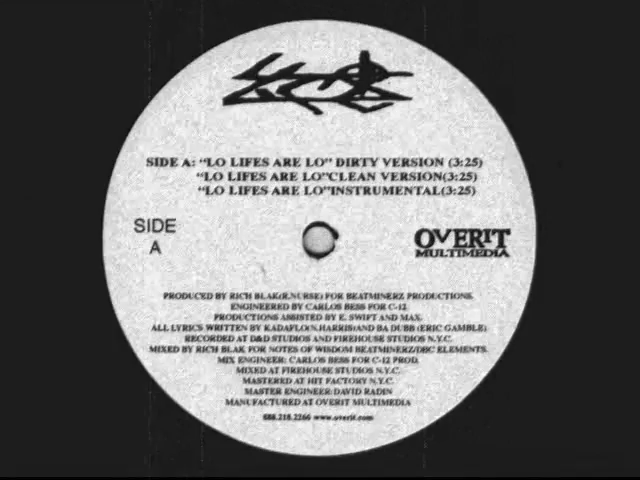 SIDE A: "LO LIFES ARE LO" DIRTY VERSION (3:25)
"LO LIFES ARE LO"CLEAN VERSION(3:25)
"LO LIFES ARE LO"INSTRUMENTAL(3:25)
SIDE
A
OVERIT
MULTIMEDIA
PRODUCED BY RICH BLAK(R.NURSE) FOR BEATMINERZ PRODUCTIONS.
ENGINEERED BY CARLOS BESS FOR C-12
PRODUCTIONS ASSISTED BY E. SWIFT AND MAX.
ALL LYRICS WRITTEN BY KADAFLO(N.HARRIS)AND BA DUBB (ERIC GAMBLE)
RECORDED AT D&D STUDIOS AND FIREHOUSE STUDIOS N.Y.C.
MIXED BY RICH BLAK FOR NOTES OF WISDOM BEATMINERZ/DEC ELEMENTS.
MIX ENGINEER: CARLOS BESS FOR C-12 PROD.
MIXED AT FIREHOUSE STUDIOS N.Y.C.
MASTERED AT HIT FACTORY N.Y.C.
MASTER ENGINEER:DAVID RADIN
MANUFACTURED AT OVERIT MULTIMEDIA
888.218.2266 www.overit.com